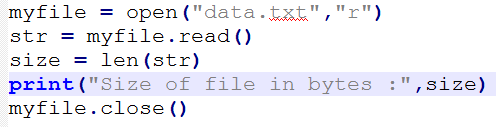 myfile = open("data.txt","r")
str = myfile.read()
size = len(str)
print("Size of file in bytes :",size)
myfile.close()